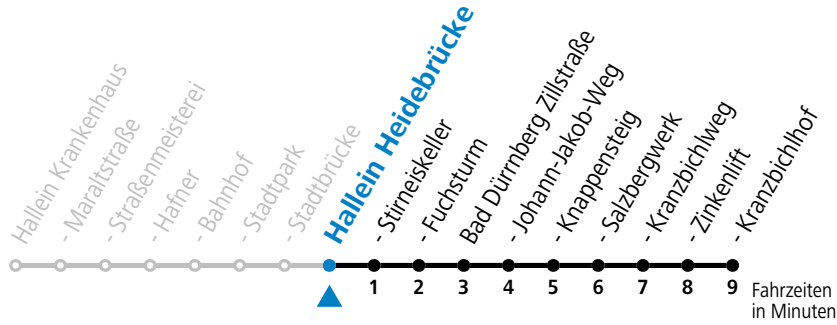 Hallein Krankenhaus
- Maraltstraße
- Straßenmeisterei
- Hafner
- Bahnhof
- Stadtpark
- Stadtbrücke
Hallein Heidebrücke
- Stirneiskeller
- Fuchsturm
Bad Dürrnberg Zillstraße
- Johann-Jakob-Weg
- Knappensteig
- Salzbergwerk
- Kranzbichlweg
- Zinkenlift
- Kranzbichlhof
1 2 3 4 5 6 7 8 9
Fahrzeiten
in Minuten